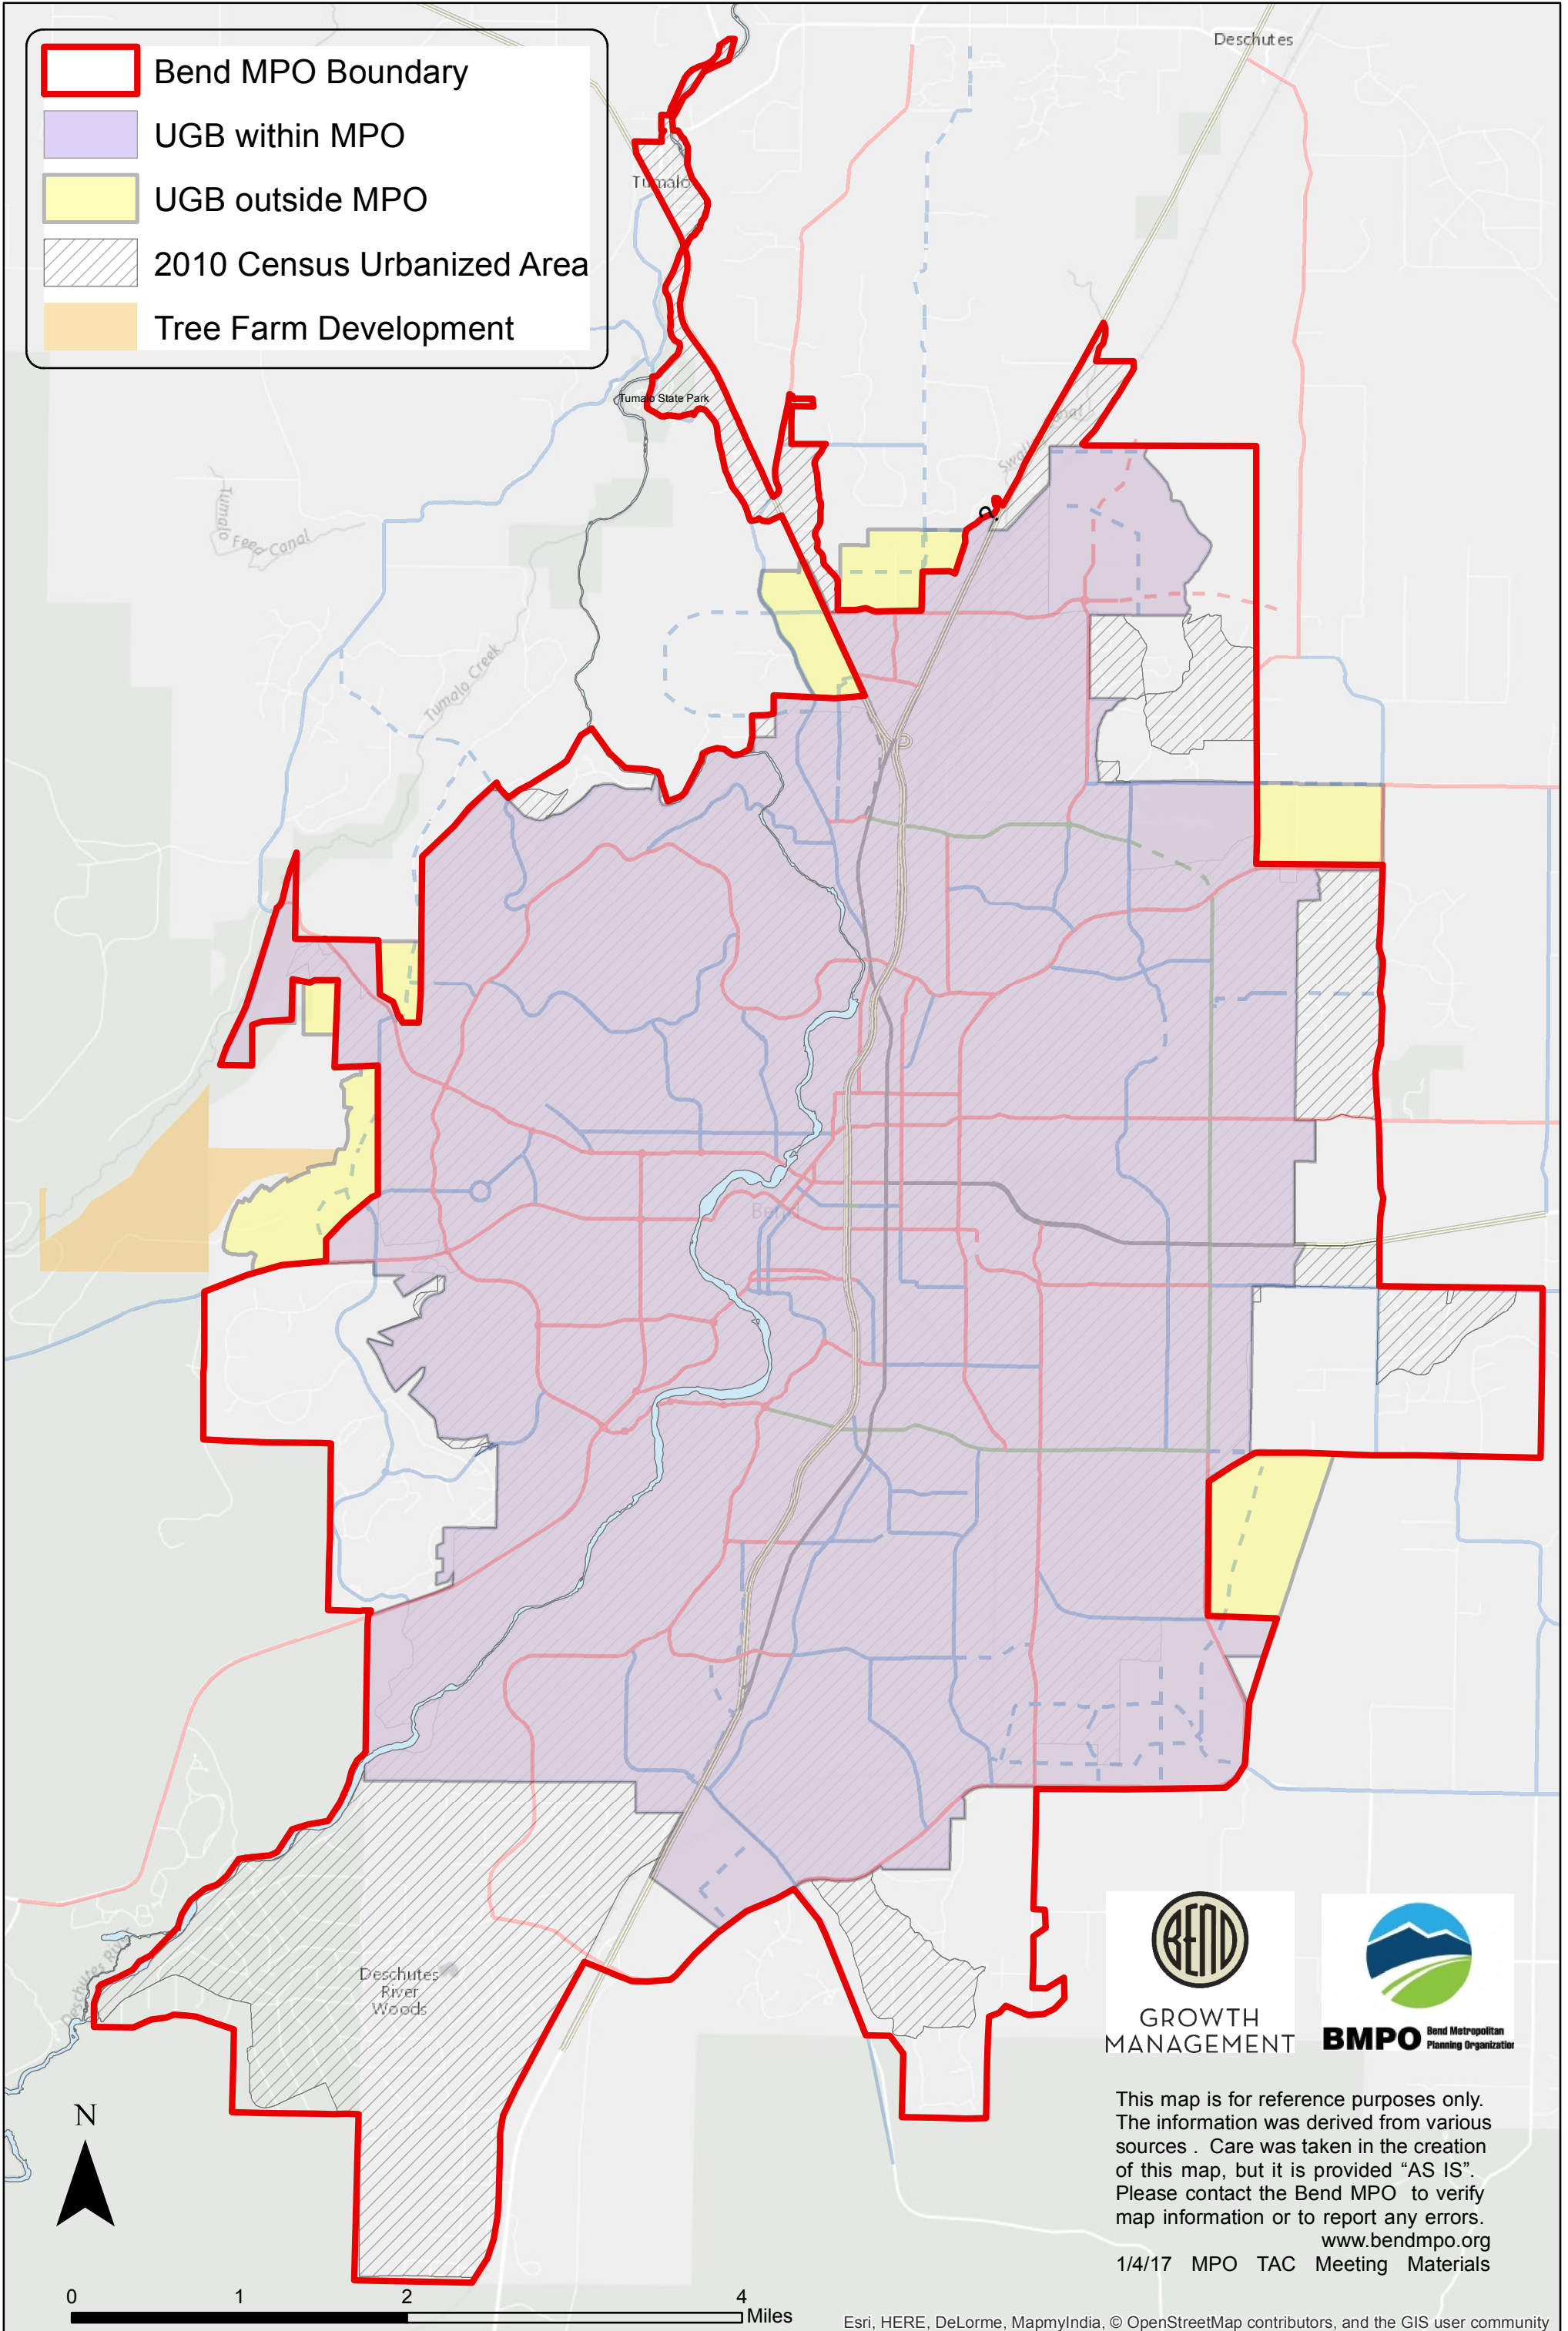 Bend MPO Boundary
UGB within MPO
UGB outside MPO
2010 Census Urbanized Area
Tree Farm Development
Deschutes
Tumalo
Tumalo State Park
Swalley Canal
?
Tumalo
Feed Canal
Tumalo Creek
Bend
Deschutes River
Deschutes
River
Woods
BEND
GROWTH
MANAGEMENT
BMPO Bend Metropolitan
Planning Organization
This map is for reference purposes only.
The information was derived from various
sources . Care was taken in the creation
of this map, but it is provided “AS IS”.
Please contact the Bend MPO to verify
map information or to report any errors.
www.bendmpo.org
1/4/17 MPO TAC Meeting Materials
N
0 1 2 4
Miles
Esri, HERE, DeLorme, MapmyIndia, © OpenStreetMap contributors, and the GIS user community